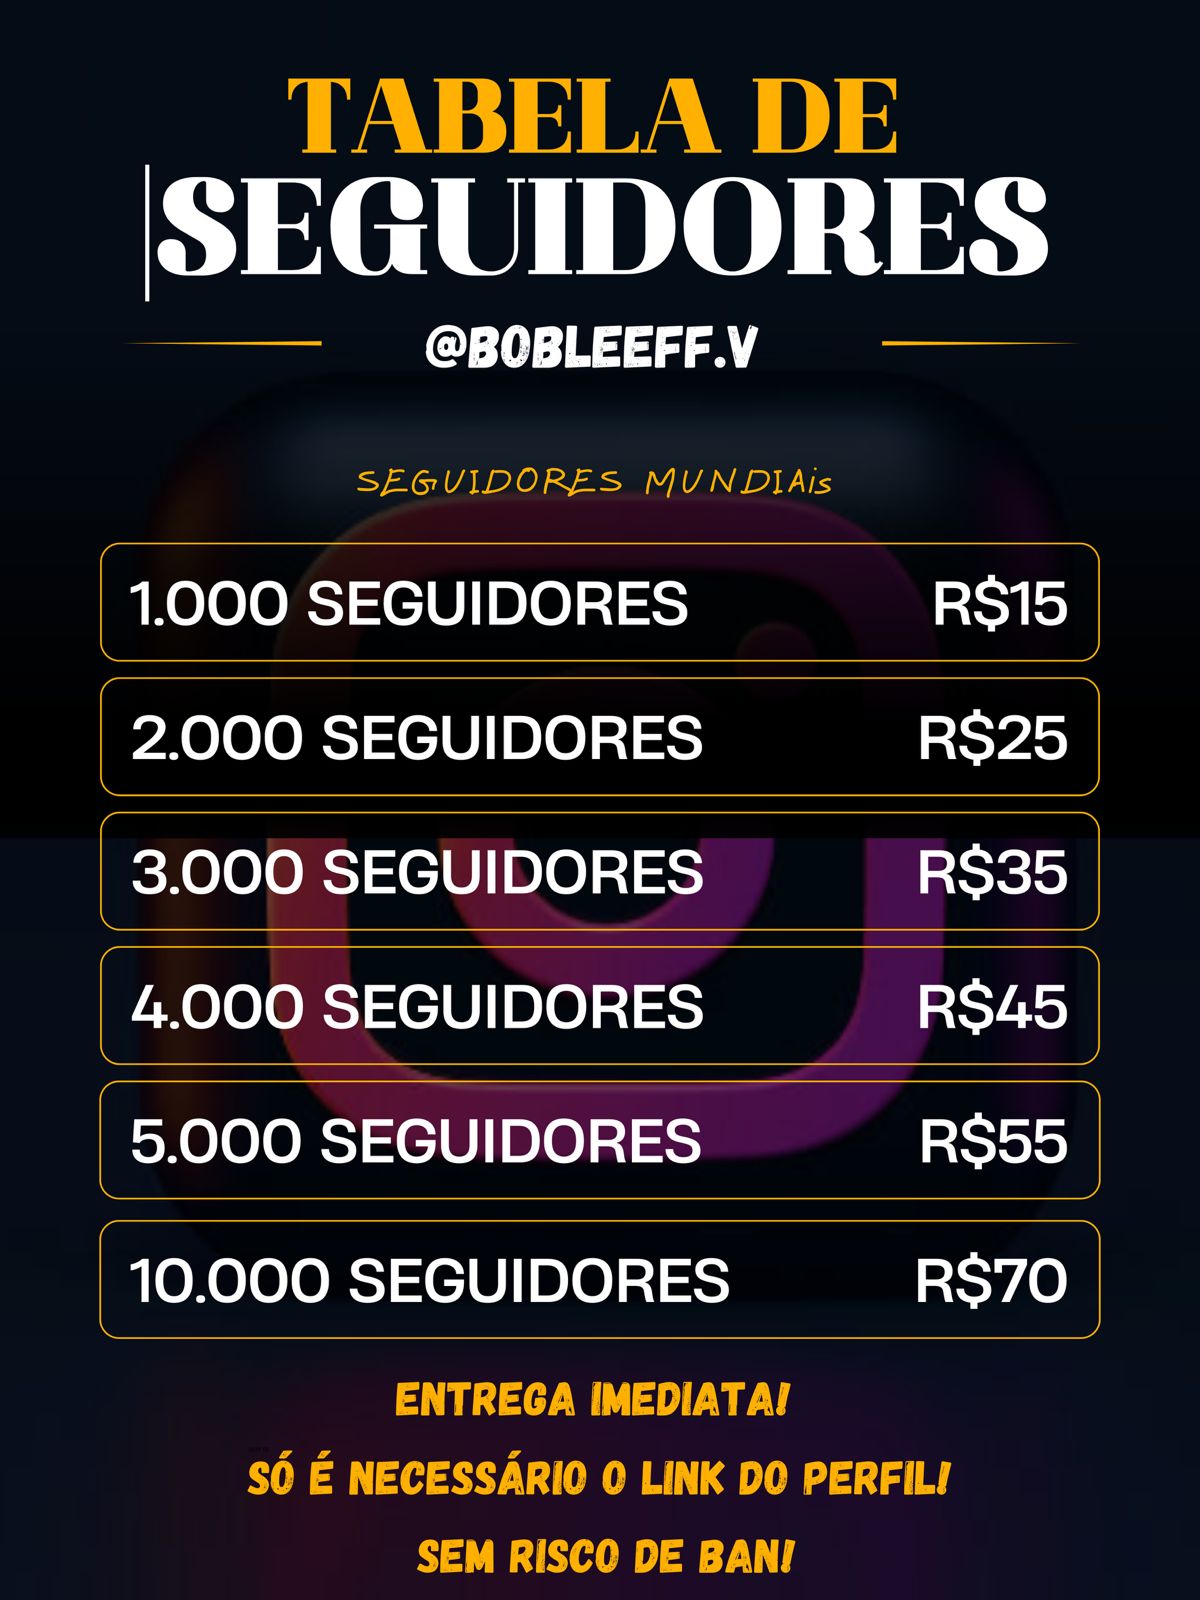 TABELA DE
SEGUIDORES
@BOBLEEFF.V
SEGUIDORES MUNDIAis
1.000 SEGUIDORES R$15
2.000 SEGUIDORES R$25
3.000 SEGUIDORES R$35
4.000 SEGUIDORES R$45
5.000 SEGUIDORES R$55
10.000 SEGUIDORES R$70
ENTREGA IMEDIATA!
SÓ É NECESSÁRIO O LINK DO PERFIL!
SEM RISCO DE BAN!